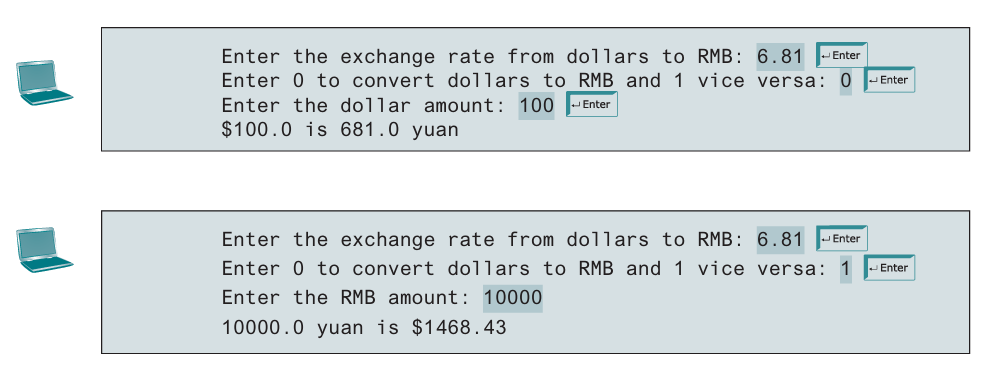 Enter the exchange rate from dollars to RMB: 6.81 ↵Enter
Enter 0 to convert dollars to RMB and 1 vice versa: 0 ↵Enter
Enter the dollar amount: 100 ↵Enter
$100.0 is 681.0 yuan
Enter the exchange rate from dollars to RMB: 6.81 ↵Enter
Enter 0 to convert dollars to RMB and 1 vice versa: 1 ↵Enter
Enter the RMB amount: 10000
10000.0 yuan is $1468.43